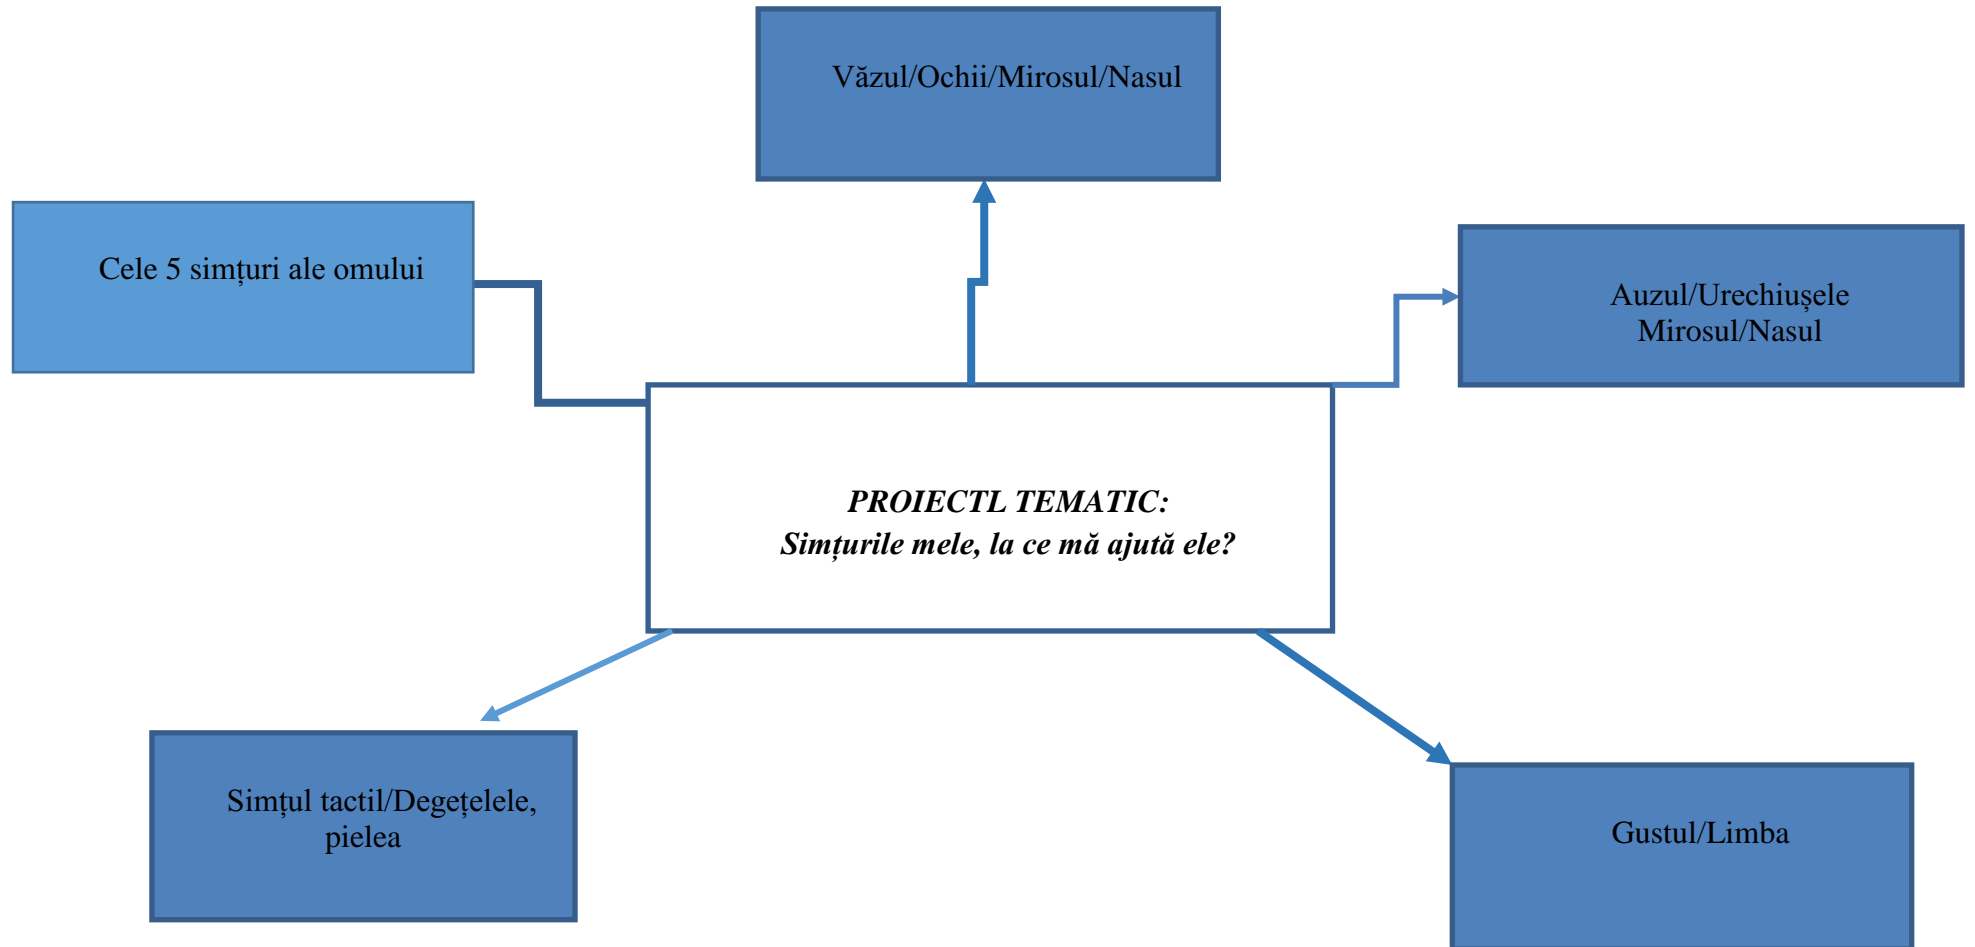 Văzul/Ochii/Mirosul/Nasul
Cele 5 simțuri ale omului
Auzul/Urechiușele
Mirosul/Nasul
PROIECTL TEMATIC:
Simțurile mele, la ce mă ajută ele?
Simțul tactil/Degețelele,
pielea
Gustul/Limba